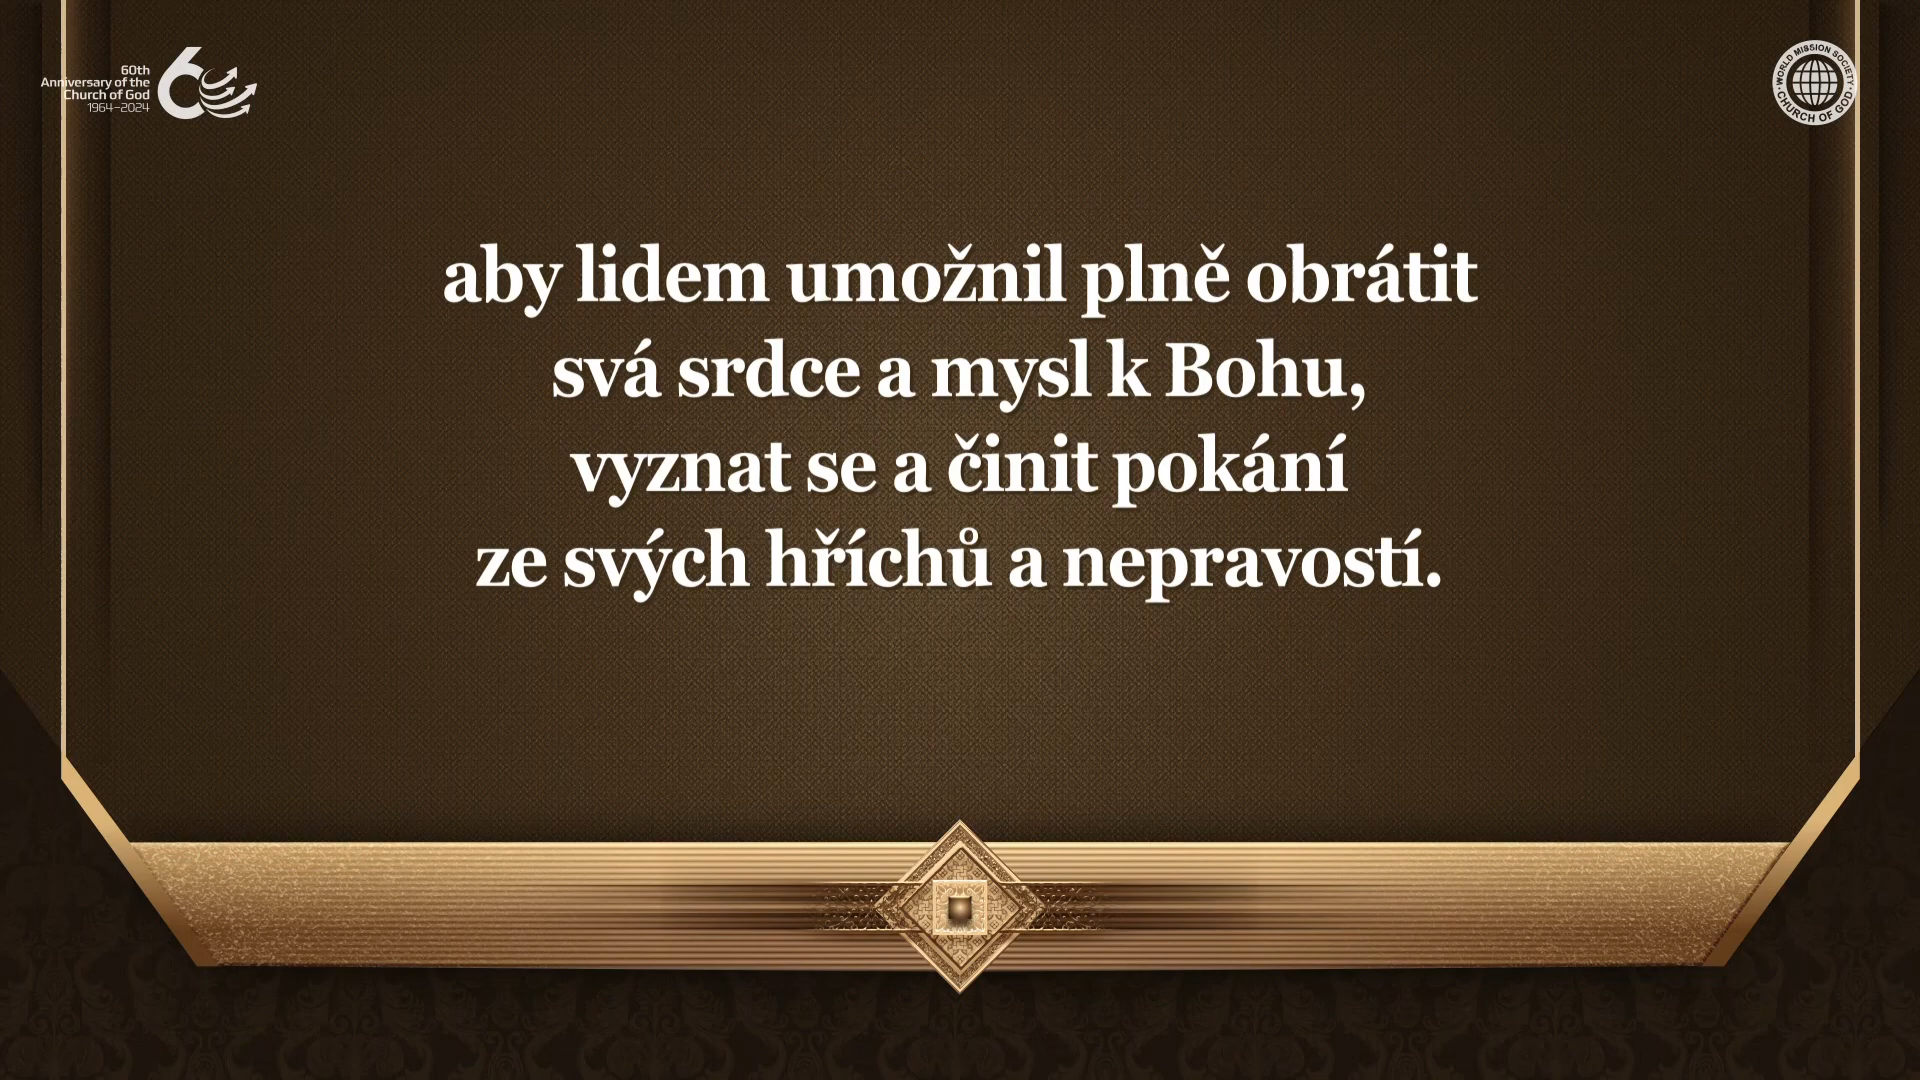 60th
Anniversary of the
Church of God
1964–2024
WORLD MISSION SOCIETY
CHURCH OF GOD
aby lidem umožnil plně obrátit
svá srdce a mysl k Bohu,
vyznat se a činit pokání
ze svých hříchů a nepravostí.